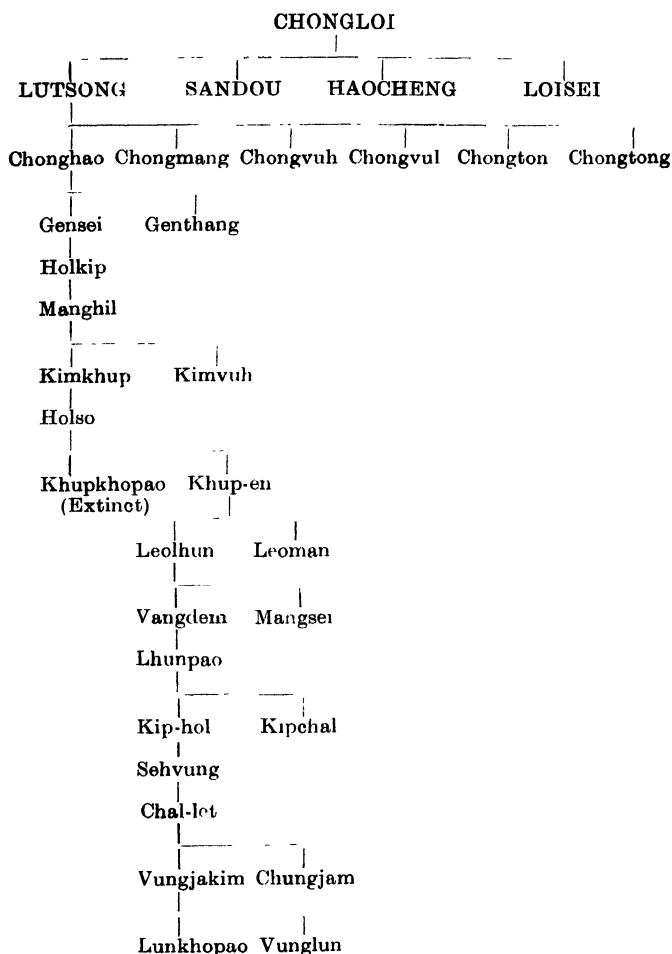 CHONGLOI
LUTSONG SANDOU HAOCHENG LOISEI
Chonghao Chongmang Chongvuh Chongvul Chongton Chongtong
Gensei Genthang
Holkip
Manghil
Kimkhup Kimvuh
Holso
Khupkhopao Khup-en
(Extinct)
Leolhun Leoman
Vangdem Mangsei
Lhunpao
Kip-hol Kipchal
Sehvung
Chal-let
Vungjakim Chungjam
Lunkhopao Vunglun